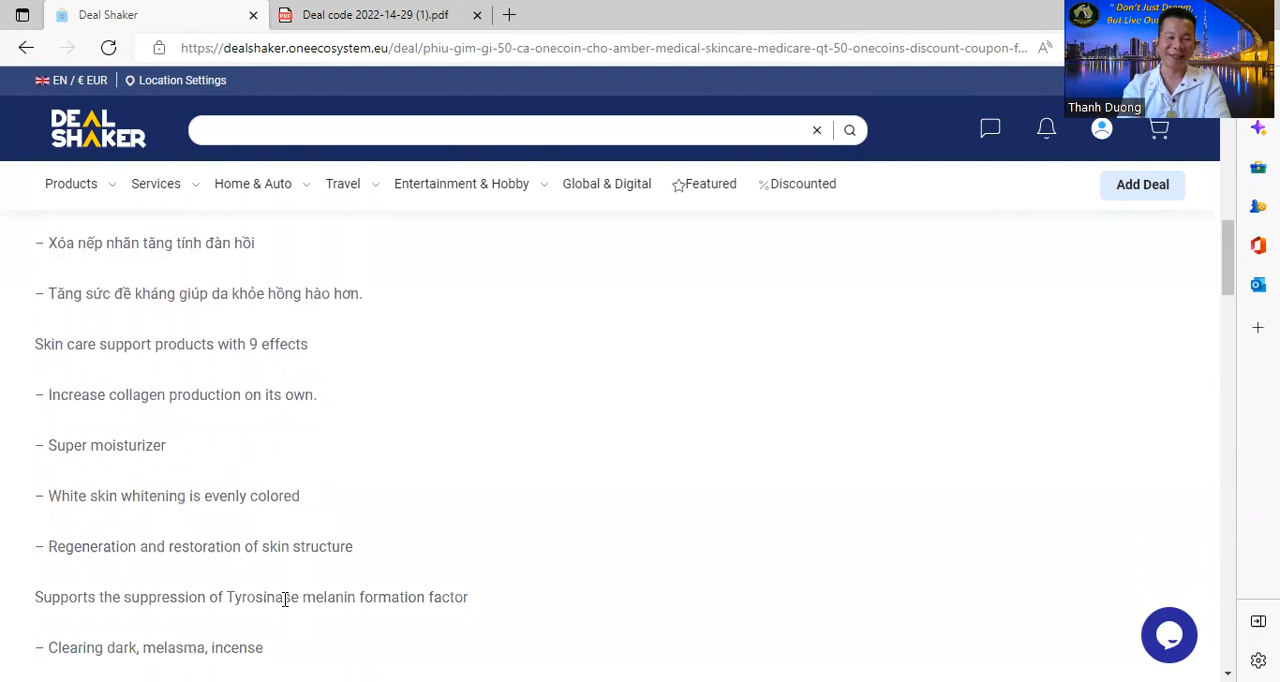 Deal Shaker
Deal code 2022-14-29 (1).pdf
https://dealshaker.oneecosystem.eu/deal/phiu-gim-gi-50-ca-onecoin-cho-amber-medical-skincare-medicare-qt-50-onecoins-discount-coupon-f...
" Don't Just Dream,
But Live
Thanh Duong
EN / € EUR
Location Settings
DEAL
SHAKER
Products
Services
Home & Auto
Travel
Entertainment & Hobby
Global & Digital
Featured
Discounted
Add Deal
– Xóa nếp nhăn tăng tính đàn hồi
– Tăng sức đề kháng giúp da khỏe hồng hào hơn.
Skin care support products with 9 effects
– Increase collagen production on its own.
– Super moisturizer
– White skin whitening is evenly colored
– Regeneration and restoration of skin structure
Supports the suppression of Tyrosinase melanin formation factor
– Clearing dark, melasma, incense